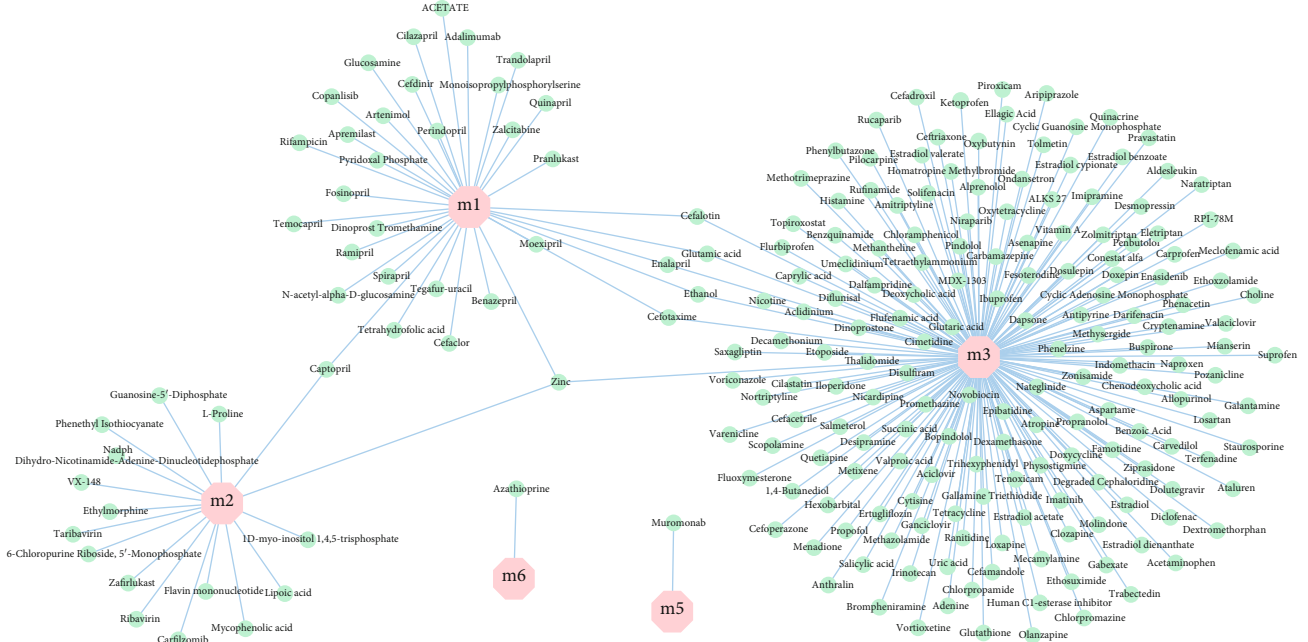 ACETATE
Cilazapril
Adalimumab
Glucosamine
Trandolapril
Cefdinir
Monoisopropylphosphorylserine
Copanlisib
Quinapril
Artenimol
Apremilast
Perindopril
Zalcitabine
Rifampicin
Pyridoxal Phosphate
Pranlukast
Fosinopril
m1
Temocapril
Dinoprost Tromethamine
Moexipril
Ramipril
Spirapril
N-acetyl-alpha-D-glucosamine
Tegafur-uracil
Benazepril
Tetrahydrofolic acid
Cefaclor
Captopril
Zinc
Cefalotin
Glutamic acid
Enalapril
Ethanol
Cefotaxime
Guanosine-5′-Diphosphate
L-Proline
Phenethyl Isothiocyanate
Nadph
Dihydro-Nicotinamide-Adenine-Dinucleotidephosphate
VX-148
m2
Ethylmorphine
Taribavirin
1D-myo-inositol 1,4,5-trisphosphate
6-Chloropurine Riboside, 5′-Monophosphate
Zafirlukast
Flavin mononucleotide
Lipoic acid
Ribavirin
Mycophenolic acid
Carfilzomib
Azathioprine
m6
Muromonab
m5
Piroxicam
Cefadroxil
Ketoprofen
Aripiprazole
Rucaparib
Ellagic Acid
Quinacrine
Cyclic Guanosine Monophosphate
Ceftriaxone
Oxybutynin
Tolmetin
Pravastatin
Phenylbutazone
Pilocarpine
Estradiol valerate
Estradiol benzoate
Homatropine Methylbromide
Estradiol cypionate
Aldesleukin
Methotrimeprazine
Ondansetron
Rufinamide
Solifenacin
Alprenolol
Naratriptan
Histamine
Amitriptyline
ALKS 27
Imipramine
Desmopressin
Oxytetracycline
Topiroxostat
Niraparib
RPI-78M
Benzquinamide
Chloramphenicol
Vitamin A
Zolmitriptan
Eletriptan
Flurbiprofen
Methantheline
Pindolol
Asenapine
Penbutolol
Carbamazepine
Conestat alfa
Carprofen
Meclofenamic acid
Umeclidinium
Tetraethylammonium
Caprylic acid
Fesoterodine
Dosulepin
Doxepin
Enasidenib
Ethoxzolamide
Dalfampridine
MDX-1303
Nicotine
Diflunisal
Deoxycholic acid
Ibuprofen
Cyclic Adenosine Monophosphate
Choline
Phenacetin
Aclidinium
Flufenamic acid
Dapsone
Antipyrine
Darifenacin
Dinoprostone
Glutaric acid
Cryptenamine
Valaciclovir
Decamethonium
Cimetidine
Methysergide
Saxagliptin
Etoposide
m3
Phenelzine
Buspirone
Mianserin
Suprofen
Thalidomide
Indomethacin
Naproxen
Disulfiram
Zonisamide
Pozanicline
Voriconazole
Cilastatin
Iloperidone
Nateglinide
Chenodeoxycholic acid
Nortriptyline
Nicardipine
Novobiocin
Allopurinol
Promethazine
Galantamine
Epibatidine
Aspartame
Cefacetrile
Salmeterol
Atropine
Propranolol
Losartan
Varenicline
Succinic acid
Benzoic Acid
Scopolamine
Desipramine
Bopindolol
Dexamethasone
Famotidine
Carvedilol
Staurosporine
Quetiapine
Valproic acid
Doxycycline
Terfenadine
Metixene
Aciclovir
Trihexyphenidyl
Physostigmine
Ziprasidone
Fluoxymesterone
Tenoxicam
Degraded Cephaloridine
1,4-Butanediol
Dolutegravir
Ataluren
Hexobarbital
Cytisine
Gallamine Triethiodide
Imatinib
Estradiol
Ertugliflozin
Tetracycline
Estradiol acetate
Diclofenac
Cefoperazone
Propofol
Ganciclovir
Molindone
Dextromethorphan
Clozapine
Menadione
Methazolamide
Ranitidine
Loxapine
Estradiol dienanthate
Salicylic acid
Uric acid
Mecamylamine
Gabexate
Acetaminophen
Irinotecan
Cefamandole
Anthralin
Ethosuximide
Chlorpropamide
Trabectedin
Brompheniramine
Adenine
Human C1-esterase inhibitor
Chlorpromazine
Vortioxetine
Glutathione
Olanzapine